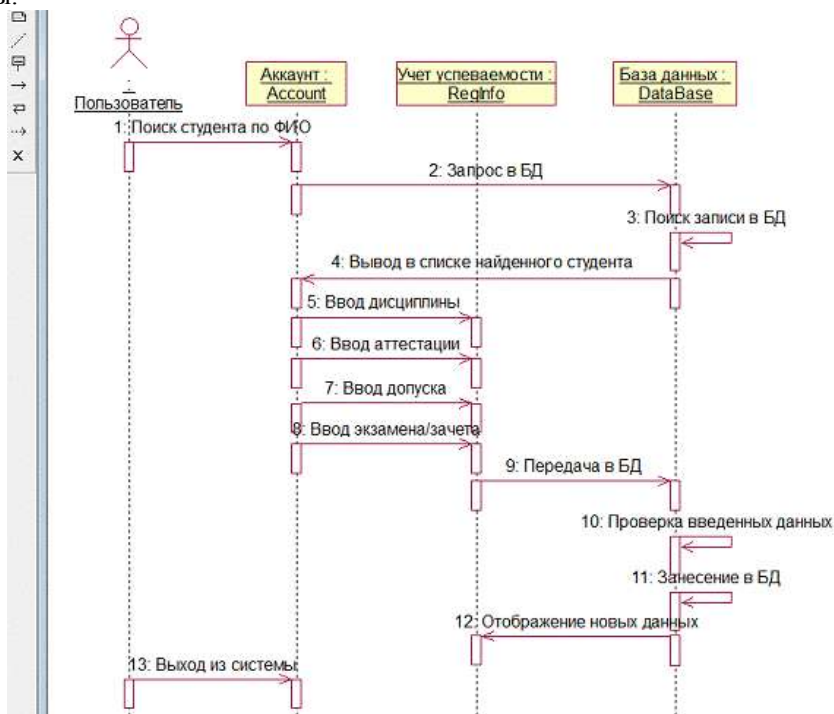 ы.
:
Пользователь
Аккаунт :
Account
Учет успеваемости :
RegInfo
База данных :
DataBase
1: Поиск студента по ФИО
2: Запрос в БД
3: Поиск записи в БД
4: Вывод в списке найденного студента
5: Ввод дисциплины
6: Ввод аттестации
7: Ввод допуска
8: Ввод экзамена/зачета
9: Передача в БД
10: Проверка введенных данных
11: Занесение в БД
12: Отображение новых данных
13: Выход из системы